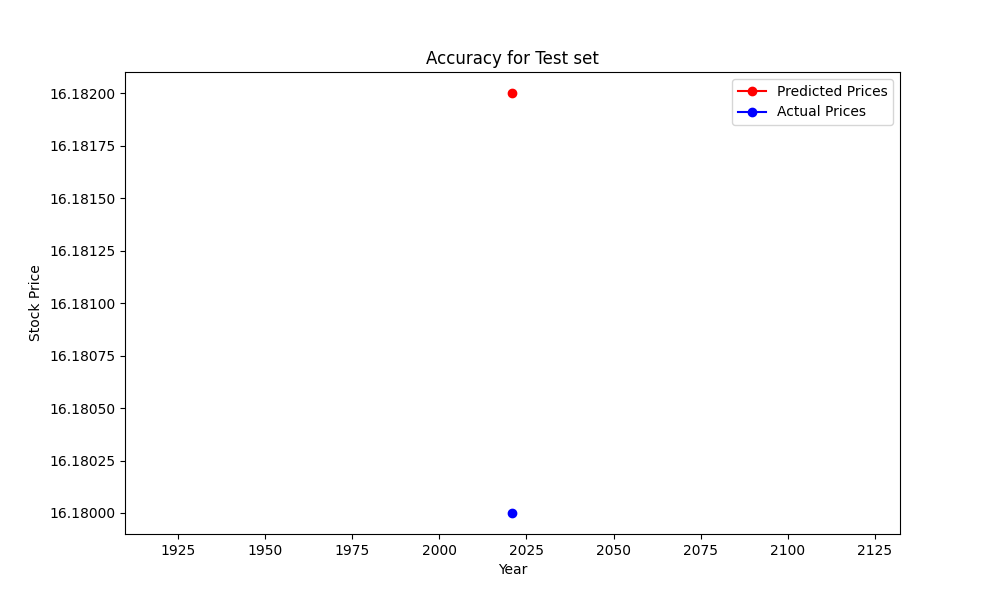 Accuracy for Test set
16.18200
16.18175
16.18150
16.18125
16.18100
16.18075
16.18050
16.18025
16.18000
Stock Price
Predicted Prices
Actual Prices
1925 1950 1975 2000 2025 2050 2075 2100 2125
Year